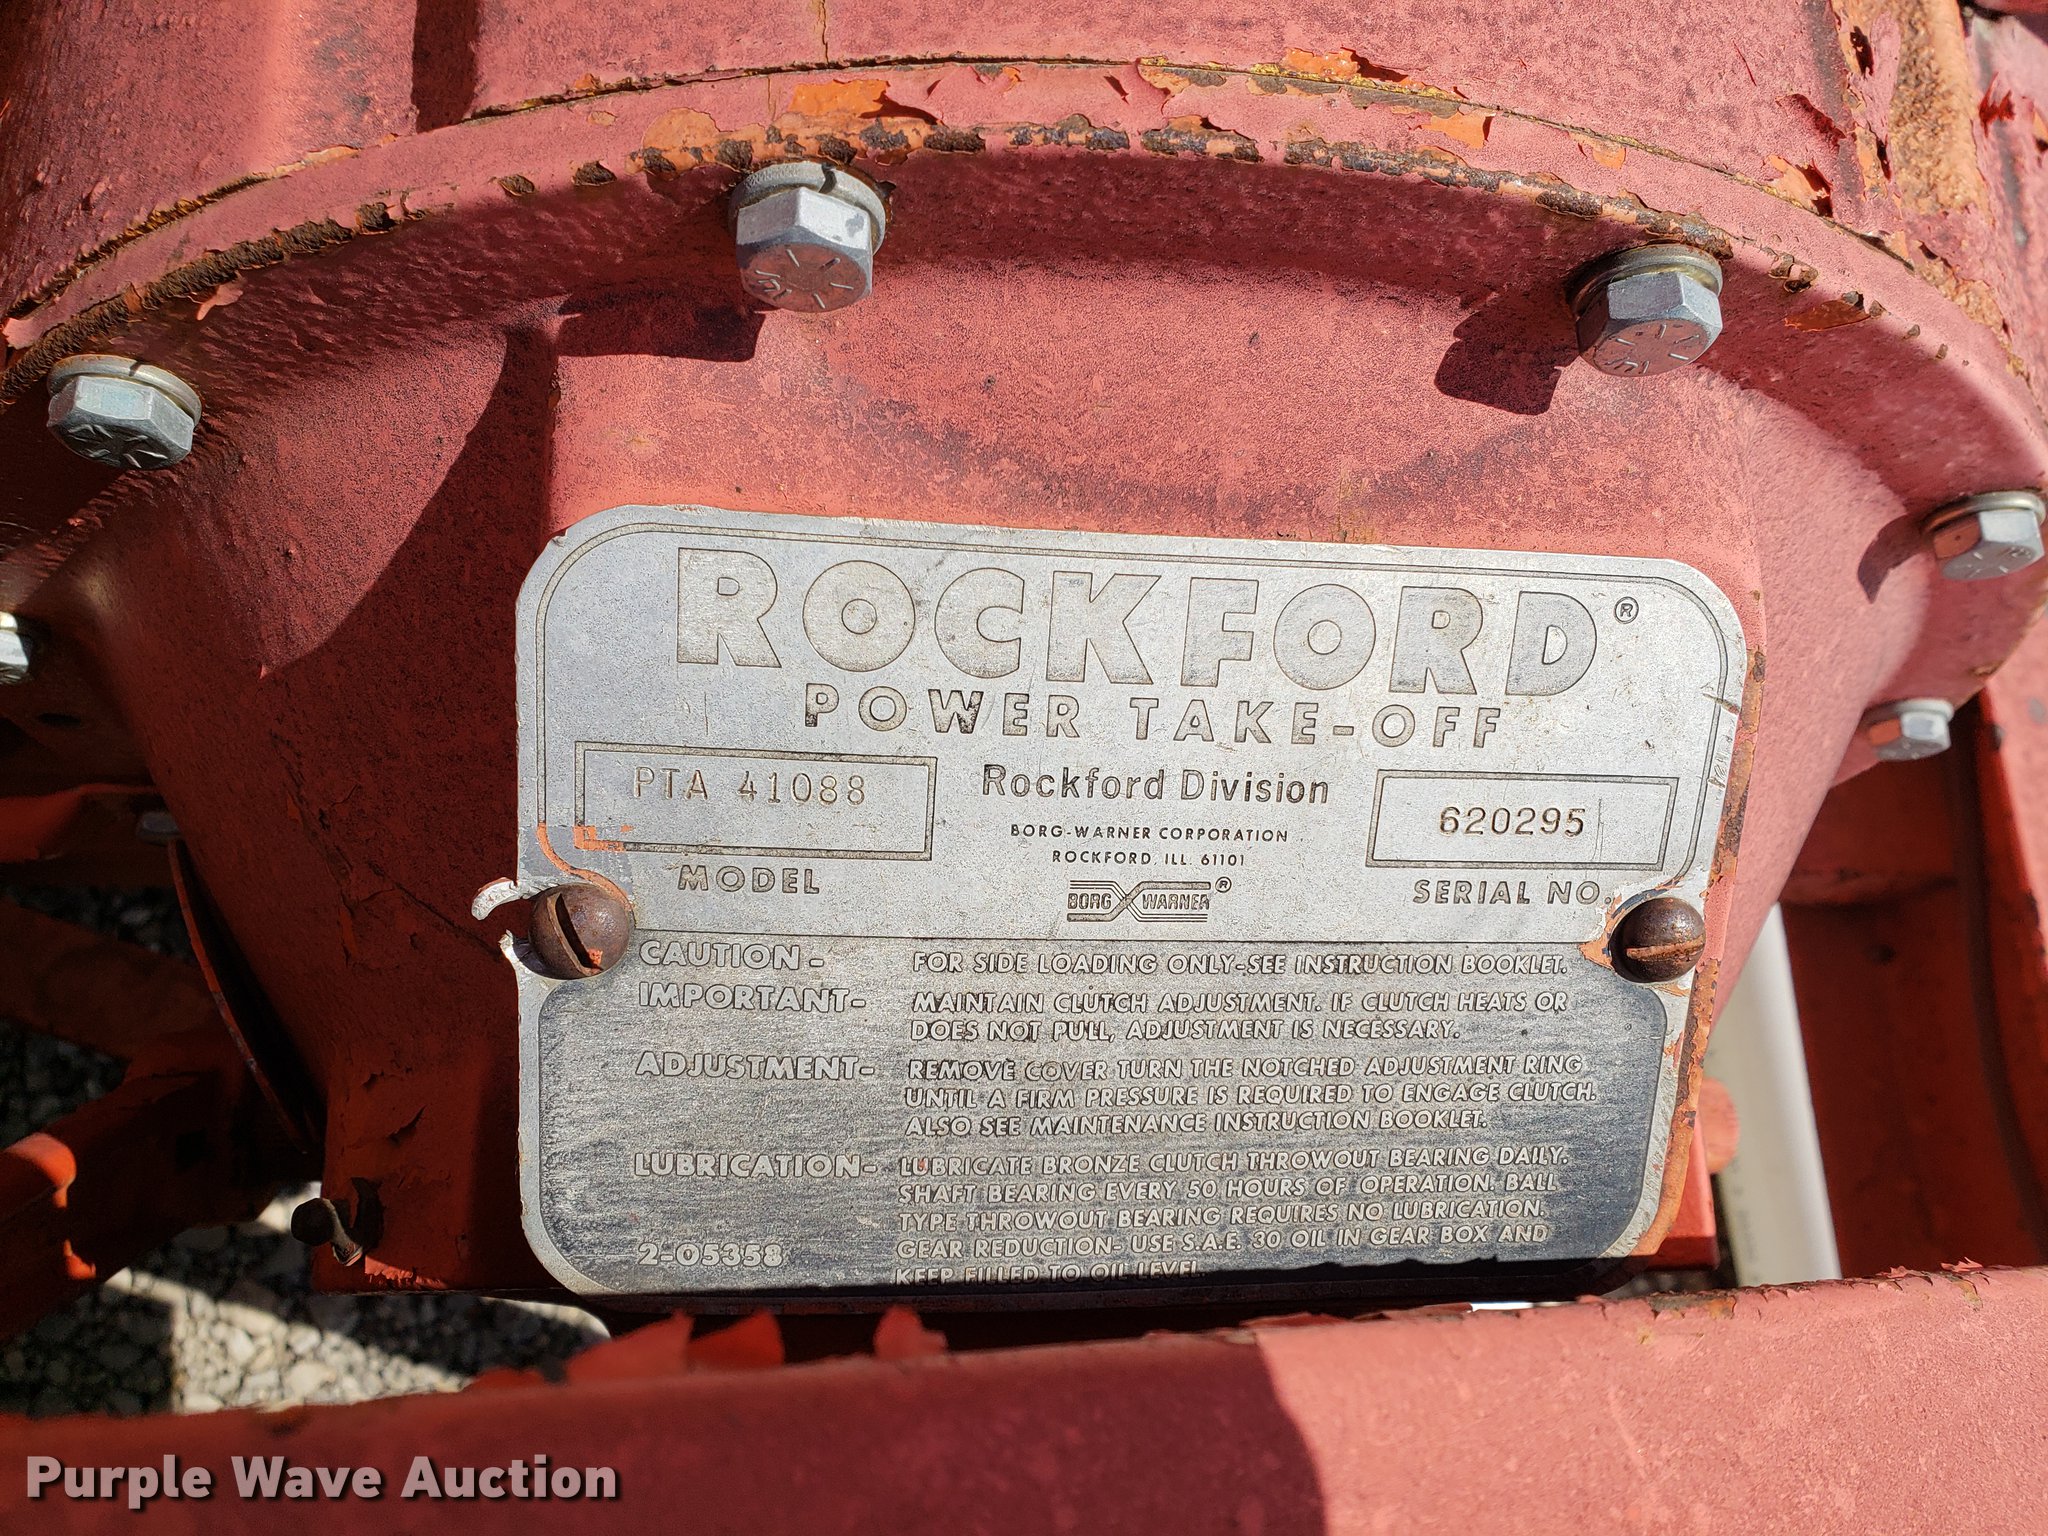 ROCKFORD®
POWER TAKE-OFF
PTA 41088
MODEL
Rockford Division
BORG-WARNER CORPORATION
ROCKFORD, ILL. 61101
BORG WARNER ®
620295
SERIAL NO.
CAUTION - FOR SIDE LOADING ONLY-SEE INSTRUCTION BOOKLET.
IMPORTANT- MAINTAIN CLUTCH ADJUSTMENT. IF CLUTCH HEATS OR
DOES NOT PULL, ADJUSTMENT IS NECESSARY.
ADJUSTMENT- REMOVE COVER TURN THE NOTCHED ADJUSTMENT RING
UNTIL A FIRM PRESSURE IS REQUIRED TO ENGAGE CLUTCH.
ALSO SEE MAINTENANCE INSTRUCTION BOOKLET.
LUBRICATION- LUBRICATE BRONZE CLUTCH THROWOUT BEARING DAILY.
SHAFT BEARING EVERY 50 HOURS OF OPERATION. BALL
TYPE THROWOUT BEARING REQUIRES NO LUBRICATION.
GEAR REDUCTION- USE S.A.E. 30 OIL IN GEAR BOX AND
KEEP FILLED TO OIL LEVEL.
2-05358
Purple Wave Auction